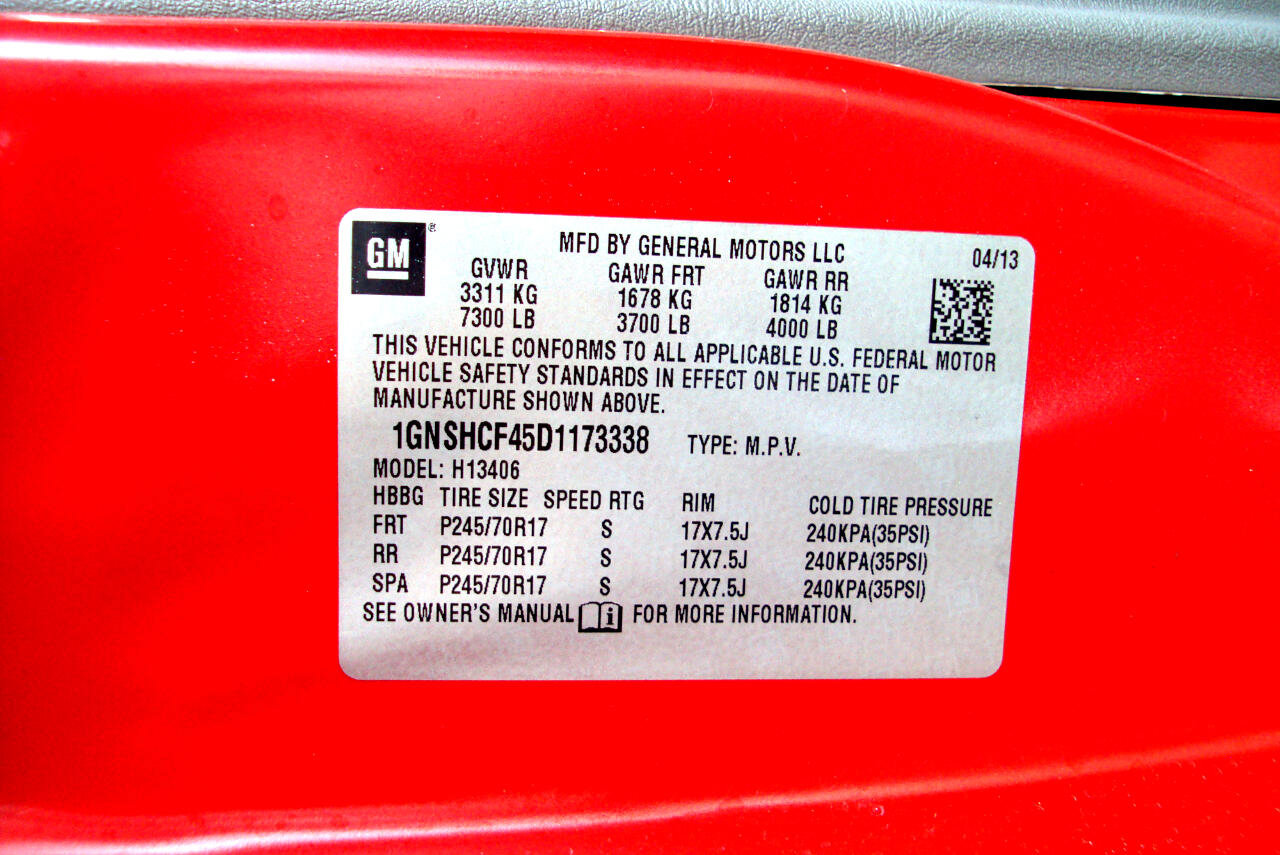 GM®
MFD BY GENERAL MOTORS LLC 04/13
GVWR GAWR FRT GAWR RR
3311 KG 1678 KG 1814 KG
7300 LB 3700 LB 4000 LB
THIS VEHICLE CONFORMS TO ALL APPLICABLE U.S. FEDERAL MOTOR
VEHICLE SAFETY STANDARDS IN EFFECT ON THE DATE OF
MANUFACTURE SHOWN ABOVE.
1GNSHCF45D1173338 TYPE: M.P.V.
MODEL: H13406
HBBG TIRE SIZE SPEED RTG RIM COLD TIRE PRESSURE
FRT P245/70R17 S 17X7.5J 240KPA(35PSI)
RR P245/70R17 S 17X7.5J 240KPA(35PSI)
SPA P245/70R17 S 17X7.5J 240KPA(35PSI)
SEE OWNER'S MANUAL i FOR MORE INFORMATION.